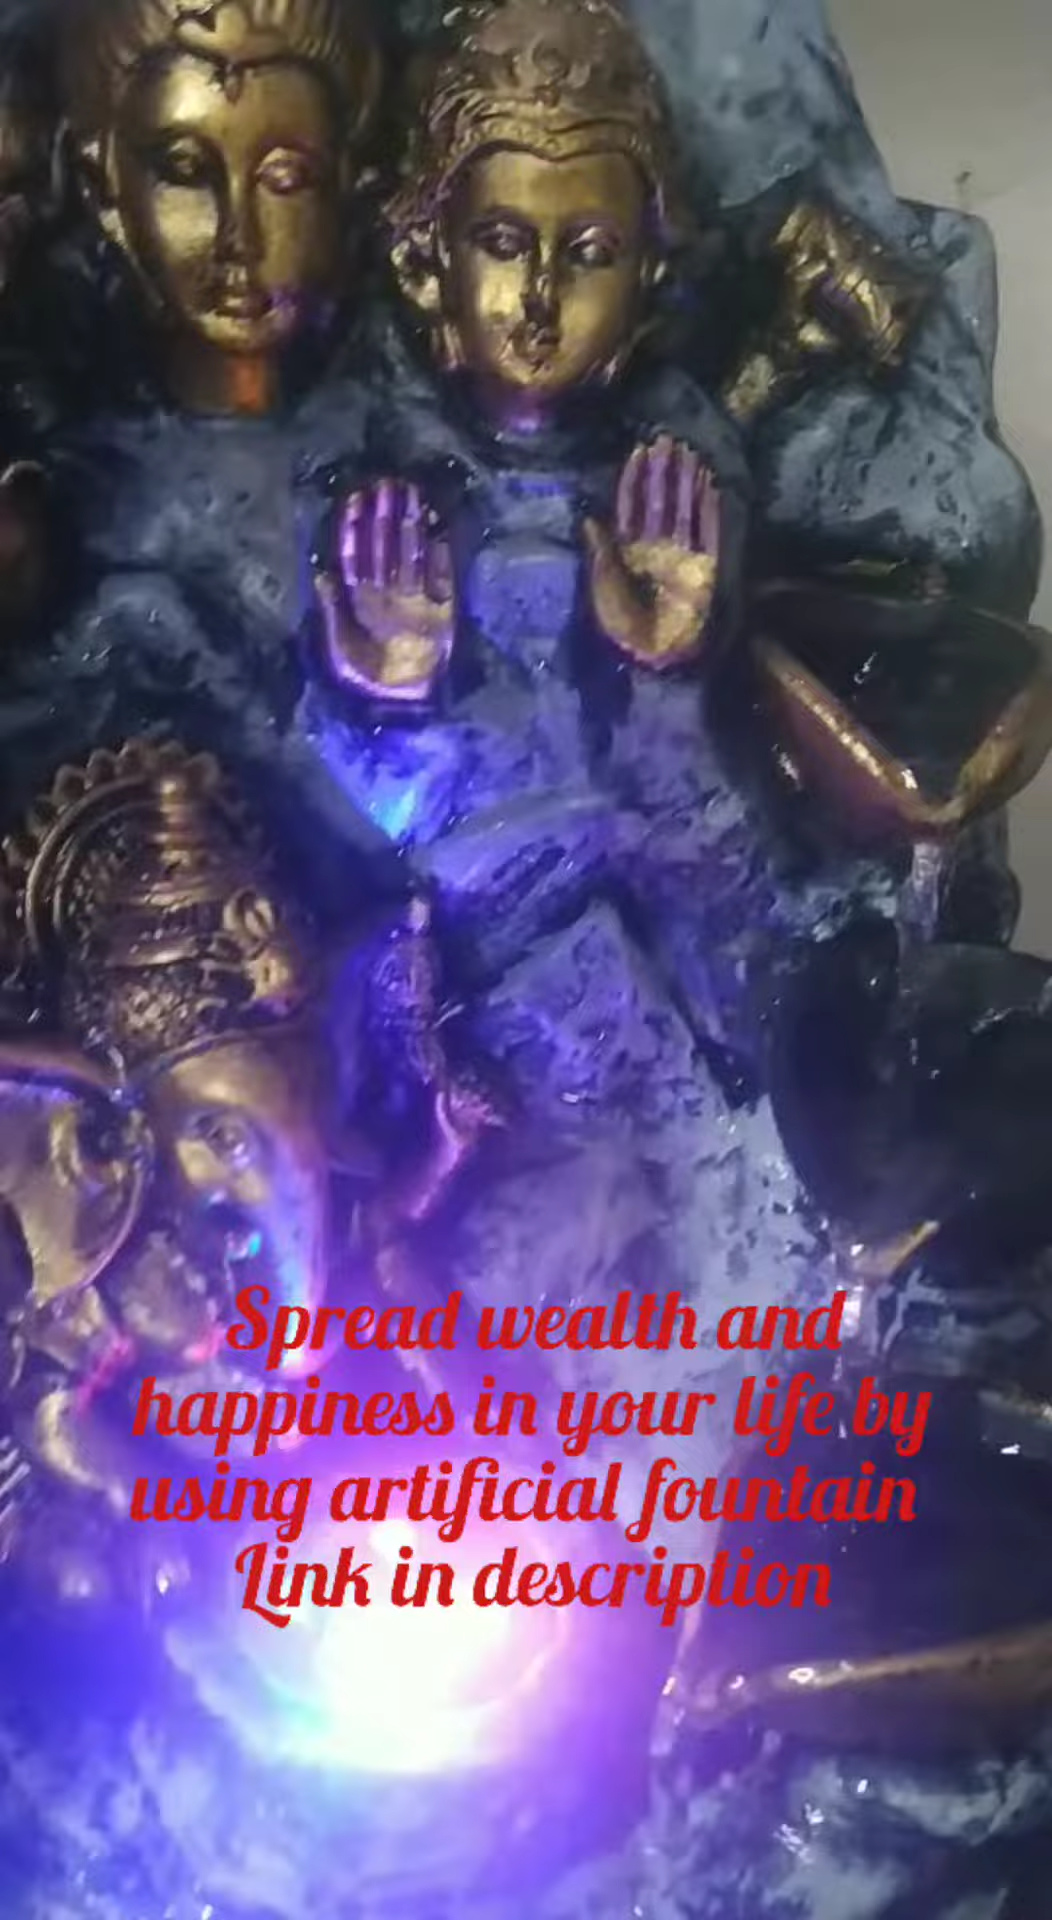 Spread wealth and
happiness in your life by
using artificial fountain
Link in description